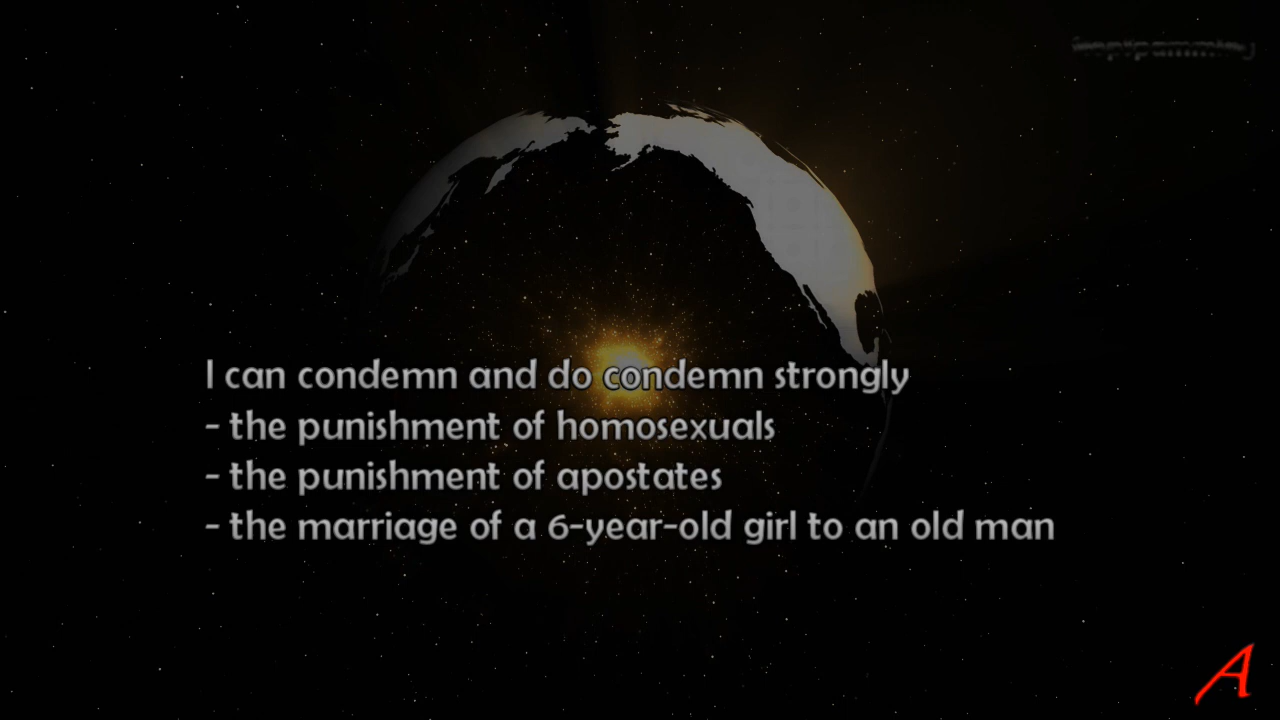 I can condemn and do condemn strongly
- the punishment of homosexuals
- the punishment of apostates
- the marriage of a 6-year-old girl to an old man
A